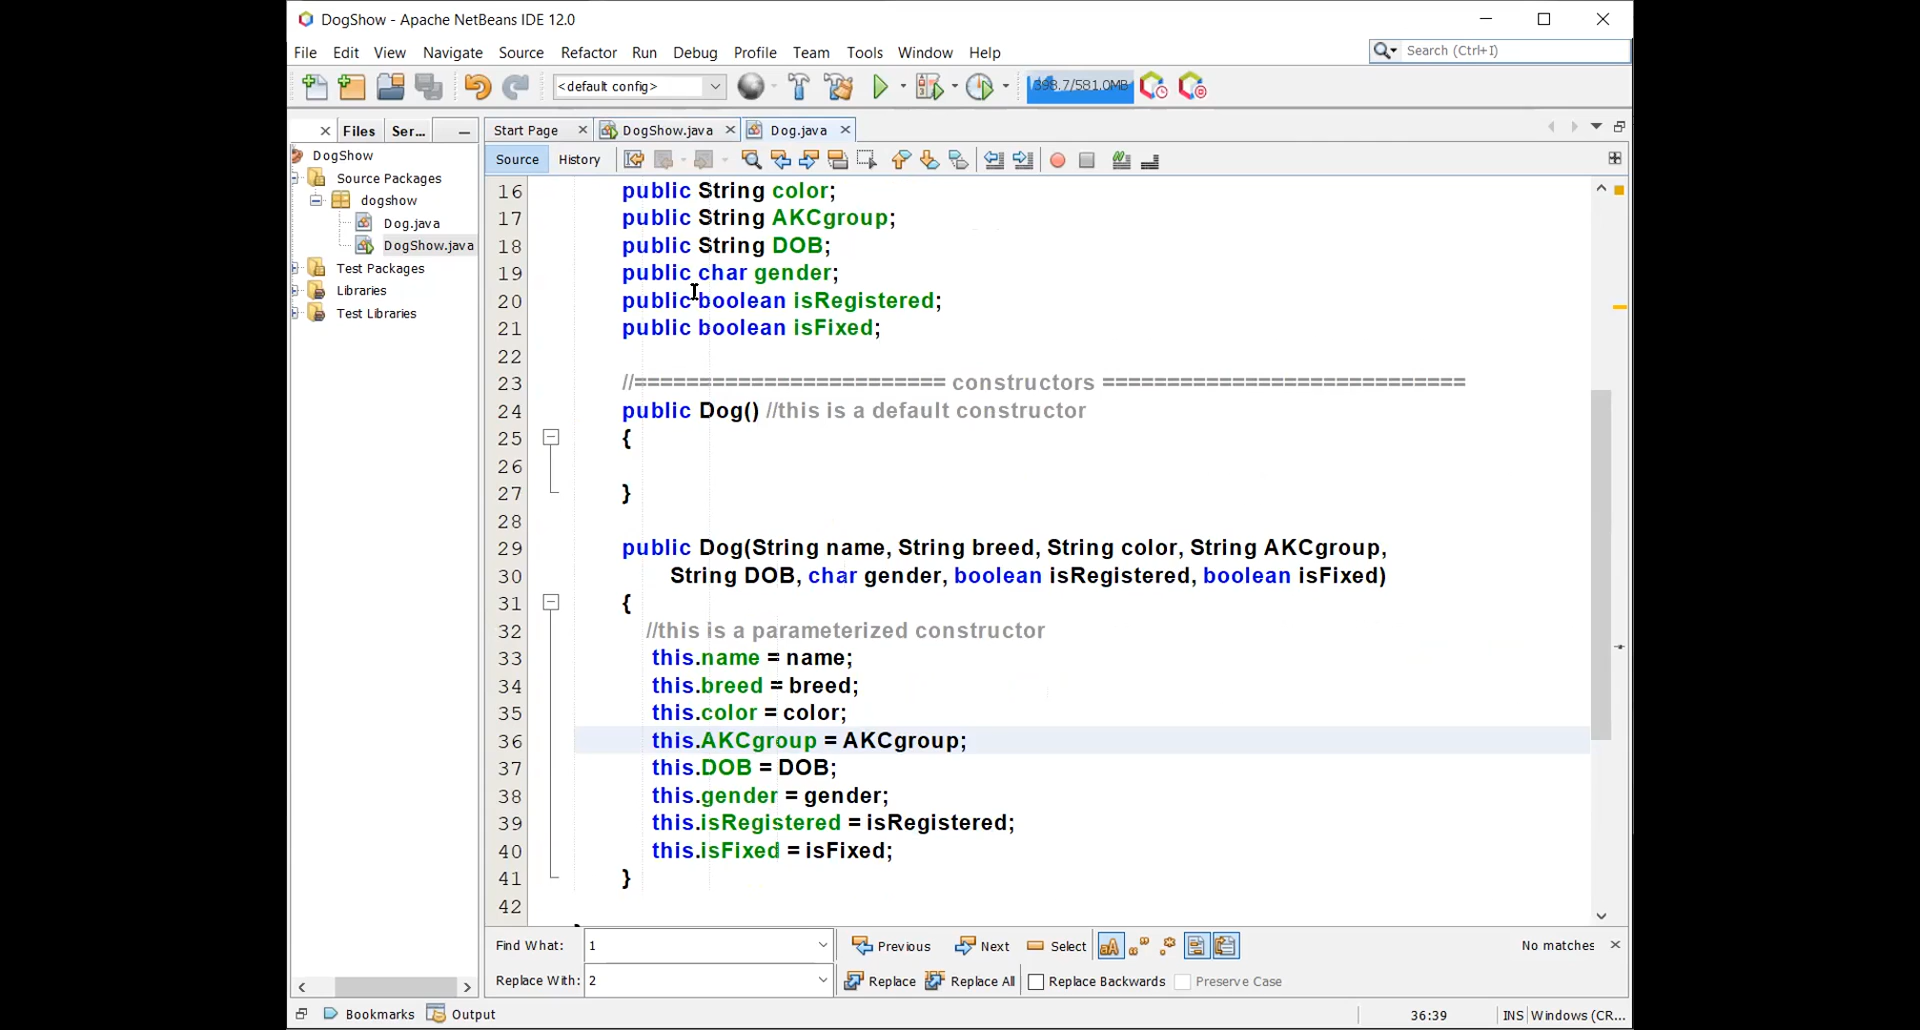 DogShow - Apache NetBeans IDE 12.0
File Edit View Navigate Source Refactor Run Debug Profile Team Tools Window Help
Search (Ctrl+I)
<default config>
398.7/581.0MB
Files Ser...
Start Page DogShow.java Dog.java
Source History
DogShow
Source Packages
dogshow
Dog.java
DogShow.java
Test Packages
Libraries
Test Libraries
16 public String color;
17 public String AKCgroup;
18 public String DOB;
19 public char gender;
20 public boolean isRegistered;
21 public boolean isFixed;
22
23 //======================== constructors ============================
24 public Dog() //this is a default constructor
25 {
26
27 }
28
29 public Dog(String name, String breed, String color, String AKCgroup,
30 String DOB, char gender, boolean isRegistered, boolean isFixed)
31 {
32 //this is a parameterized constructor
33 this.name = name;
34 this.breed = breed;
35 this.color = color;
36 this.AKCgroup = AKCgroup;
37 this.DOB = DOB;
38 this.gender = gender;
39 this.isRegistered = isRegistered;
40 this.isFixed = isFixed;
41 }
42
Find What: 1 Previous Next Select No matches
Replace With: 2 Replace Replace All Replace Backwards Preserve Case
Bookmarks Output 36:39 INS Windows (CR...